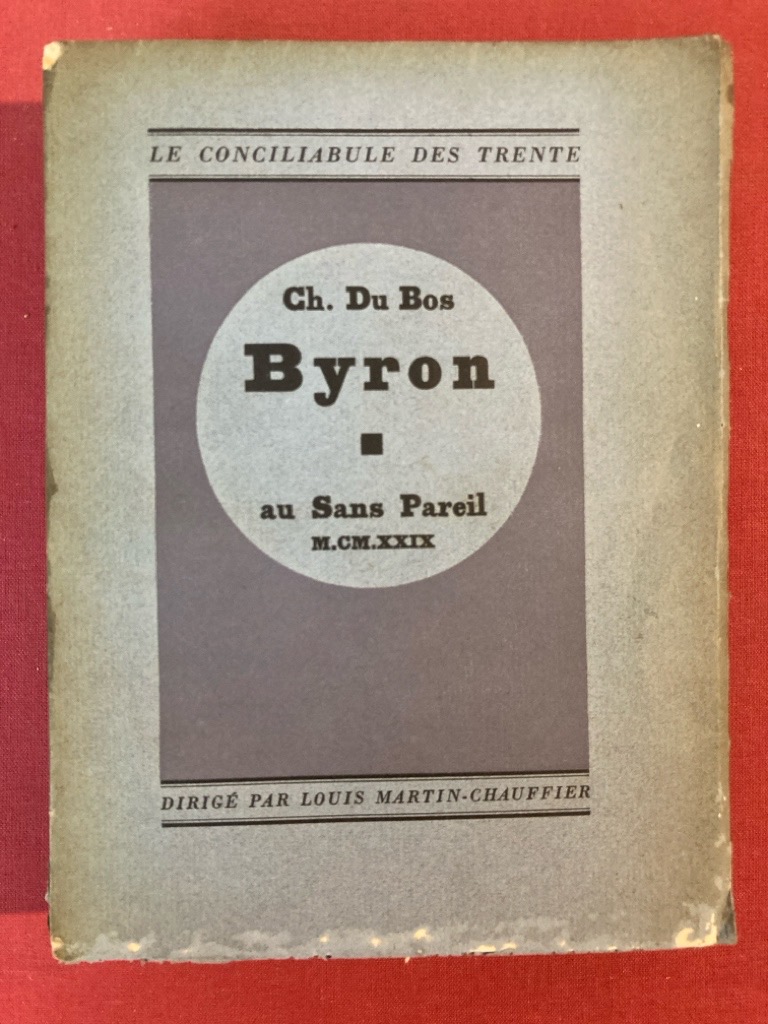 LE CONCILIABULE DES TRENTE
Ch. Du Bos
Byron
au Sans Pareil
M.CM.XXIX
DIRIGÉ PAR LOUIS MARTIN-CHAUFFIER